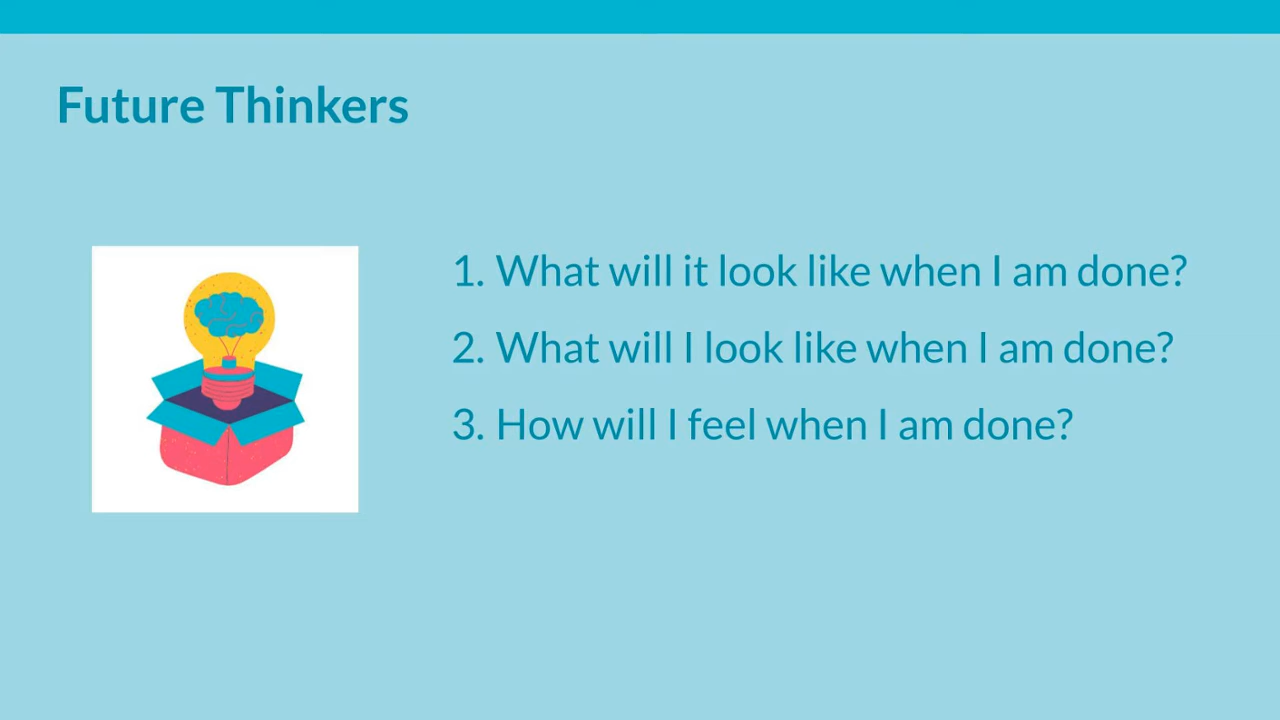 Future Thinkers
1. What will it look like when I am done?
2. What will I look like when I am done?
3. How will I feel when I am done?